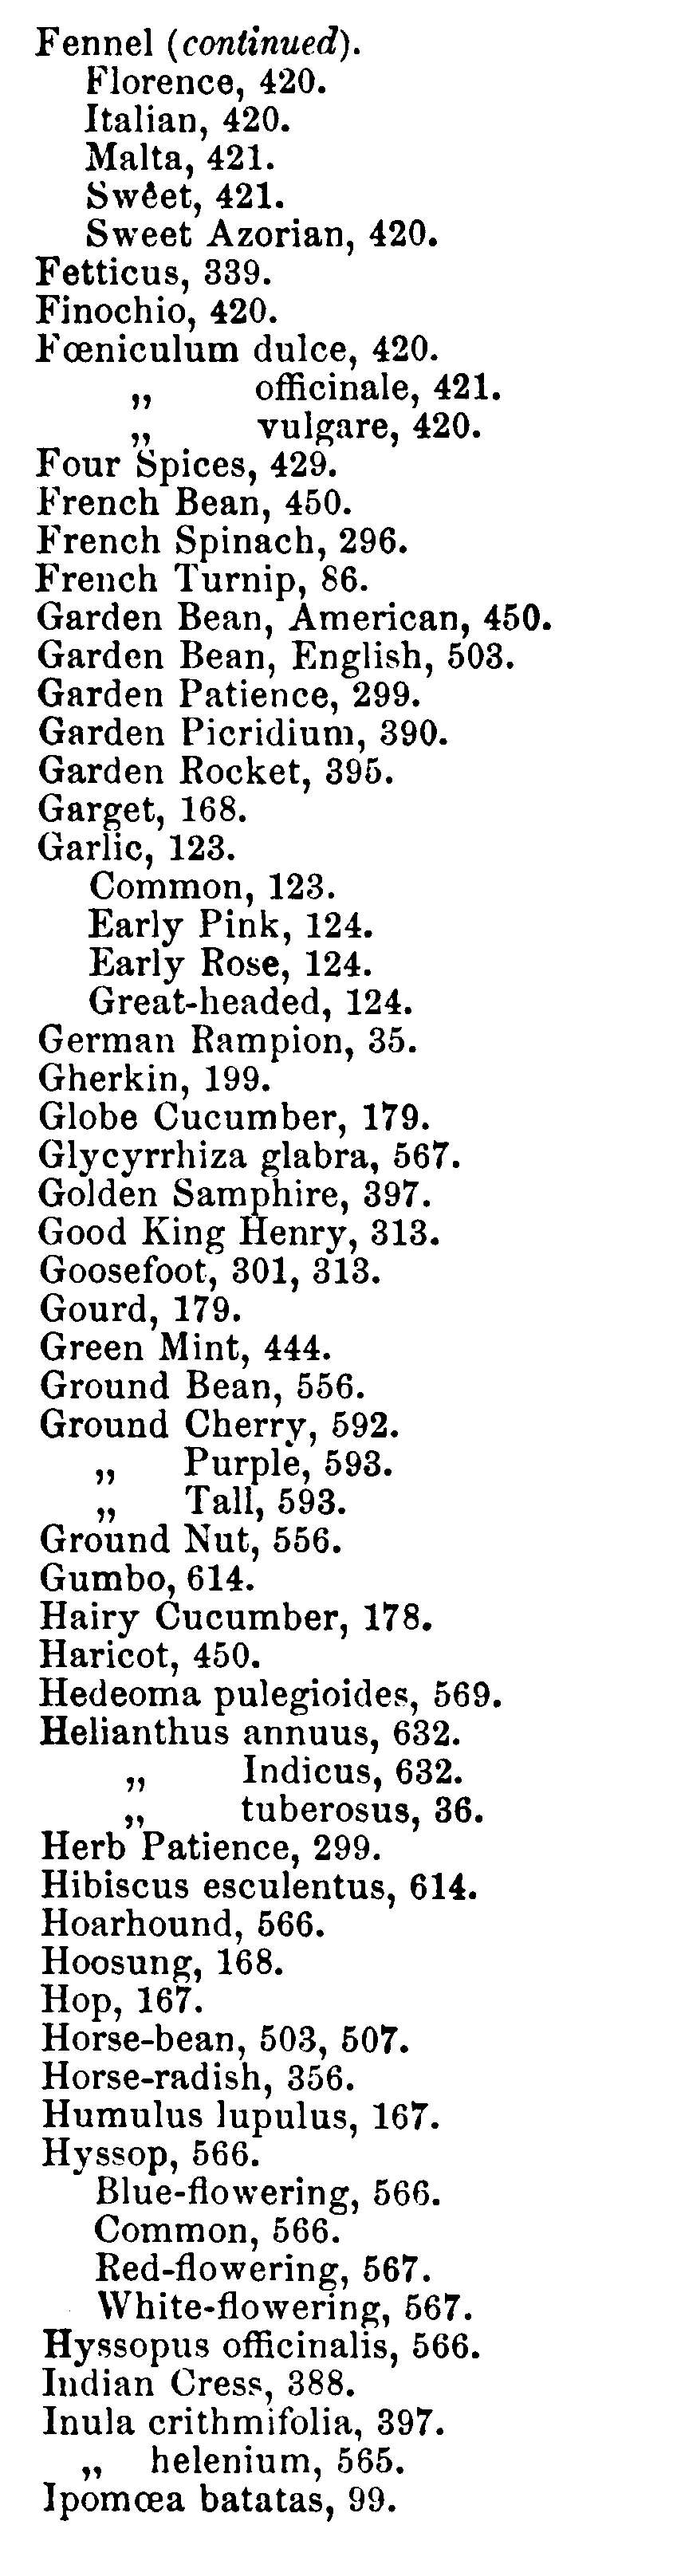 Fennel (continued).
Florence, 420.
Italian, 420.
Malta, 421.
Sweet, 421.
Sweet Azorian, 420.
Fetticus, 339.
Finochio, 420.
Fœniculum dulce, 420.
„ officinale, 421.
„ vulgare, 420.
Four Spices, 429.
French Bean, 450.
French Spinach, 296.
French Turnip, 86.
Garden Bean, American, 450.
Garden Bean, English, 503.
Garden Patience, 299.
Garden Picridium, 390.
Garden Rocket, 395.
Garget, 168.
Garlic, 123.
Common, 123.
Early Pink, 124.
Early Rose, 124.
Great-headed, 124.
German Rampion, 35.
Gherkin, 199.
Globe Cucumber, 179.
Glycyrrhiza glabra, 567.
Golden Samphire, 397.
Good King Henry, 313.
Goosefoot, 301, 313.
Gourd, 179.
Green Mint, 444.
Ground Bean, 556.
Ground Cherry, 592.
„ Purple, 593.
„ Tall, 593.
Ground Nut, 556.
Gumbo, 614.
Hairy Cucumber, 178.
Haricot, 450.
Hedeoma pulegioides, 569.
Helianthus annuus, 632.
„ Indicus, 632.
„ tuberosus, 36.
Herb Patience, 299.
Hibiscus esculentus, 614.
Hoarhound, 566.
Hoosung, 168.
Hop, 167.
Horse-bean, 503, 507.
Horse-radish, 356.
Humulus lupulus, 167.
Hyssop, 566.
Blue-flowering, 566.
Common, 566.
Red-flowering, 567.
White-flowering, 567.
Hyssopus officinalis, 566.
Indian Cress, 388.
Inula crithmifolia, 397.
„ helenium, 565.
Ipomœa batatas, 99.